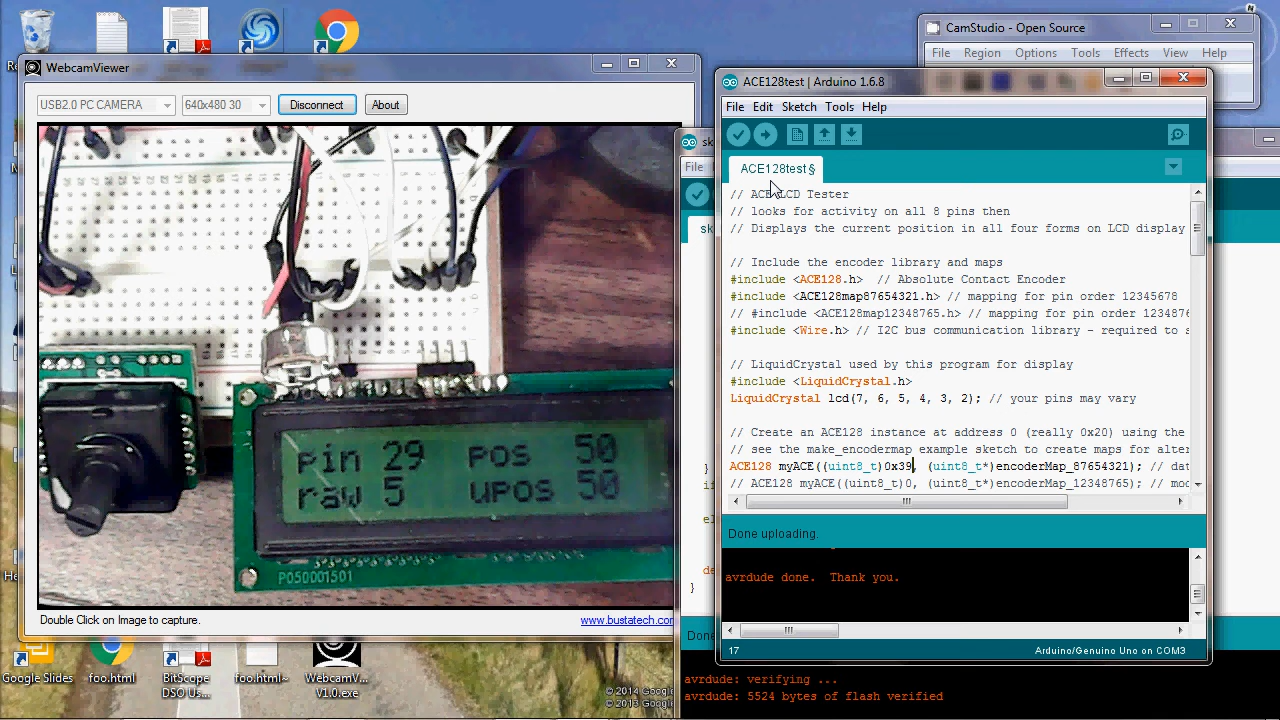 WebcamViewer
USB2.0 PC CAMERA
640x480 30
Disconnect
About
pin 29 pos 50
raw 5 upos 50
P050001501
Double Click on Image to capture.
www.bustatech.com
Google Slides
foo.html
BitScope
DSO Us...
foo.html~
WebcamV...
V1.0.exe
© 2014 Google
© 2013 Google
CamStudio - Open Source
File Region Options Tools Effects View Help
ACE128test | Arduino 1.6.8
File Edit Sketch Tools Help
ACE128test §
// ACE LCD Tester
// looks for activity on all 8 pins then
// Displays the current position in all four forms on LCD display
// Include the encoder library and maps
#include <ACE128.h> // Absolute Contact Encoder
#include <ACE128map87654321.h> // mapping for pin order 12345678
// #include <ACE128map12348765.h> // mapping for pin order 1234876
#include <Wire.h> // I2C bus communication library - required to s
// LiquidCrystal used by this program for display
#include <LiquidCrystal.h>
LiquidCrystal lcd(7, 6, 5, 4, 3, 2); // your pins may vary
// Create an ACE128 intance at address 0 (really 0x20) using the
// see the make_encodermap example sketch to create maps for alter
ACE128 myACE((uint8_t)0x39, (uint8_t*)encoderMap_87654321); // dat
// ACE128 myACE((uint8_t)0, (uint8_t*)encoderMap_12348765); // mod
Done uploading.
avrdude done.  Thank you.
17
Arduino/Genuino Uno on COM3
File
sk
}
if
el
de
}
Done
avrdude: verifying ...
avrdude: 5524 bytes of flash verified